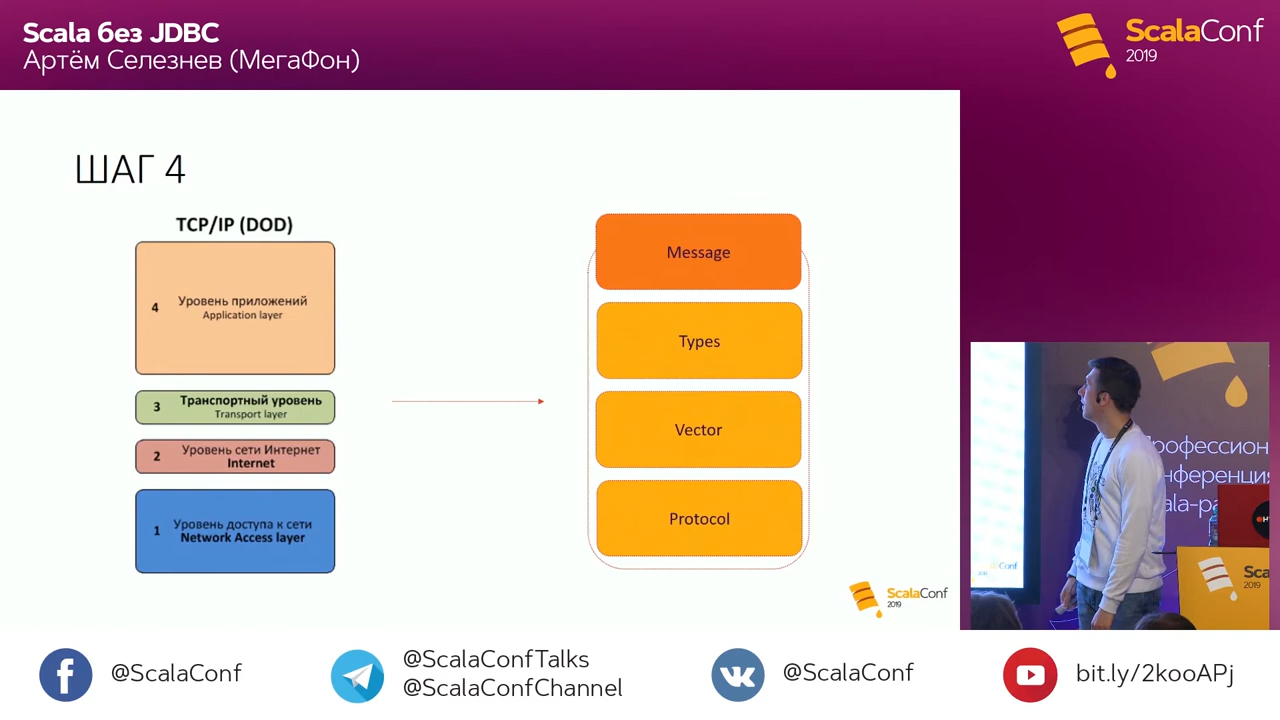 Scala без JDBC
Артём Селезнев (МегаФон)
ScalaConf
2019
ШАГ 4
TCP/IP (DOD)
4 Уровень приложений
Application layer
3 Транспортный уровень
Transport layer
2 Уровень сети Интернет
Internet
1 Уровень доступа к сети
Network Access layer
Message
Types
Vector
Protocol
ScalaConf
2019
Conf
2019
@ScalaConf
@ScalaConfTalks
@ScalaConfChannel
@ScalaConf
bit.ly/2kooAPj